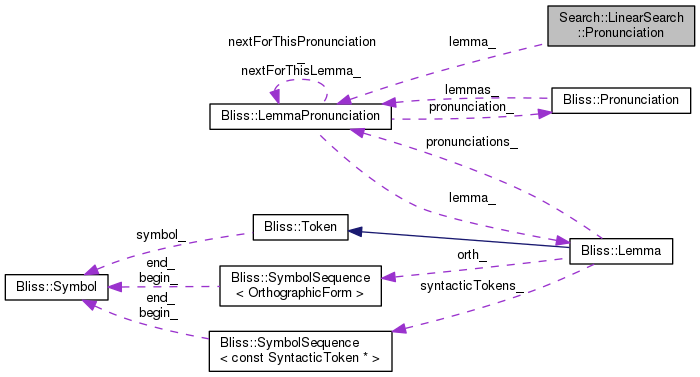 Search::LinearSearch
::Pronunciation
nextForThisPronunciation
_
nextForThisLemma_
lemma_
lemmas_
pronunciation_
Bliss::LemmaPronunciation
Bliss::Pronunciation
pronunciations_
lemma_
symbol_
Bliss::Token
Bliss::Lemma
orth_
end_
begin_
Bliss::Symbol
Bliss::SymbolSequence
< OrthographicForm >
syntacticTokens_
end_
begin_
Bliss::SymbolSequence
< const SyntacticToken * >